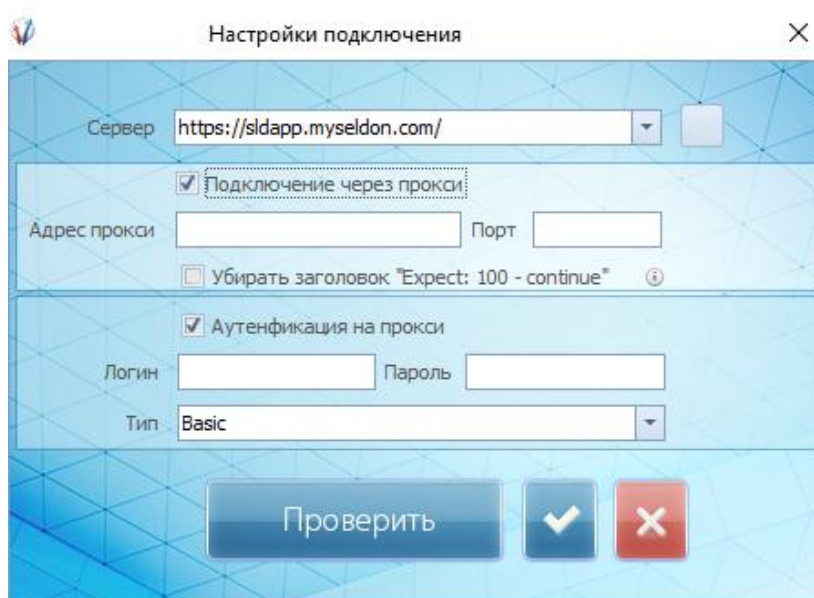 Настройки подключения
Сервер https://sldapp.myseldon.com/
Подключение через прокси
Адрес прокси Порт
Убирать заголовок "Expect: 100 - continue"
Аутенфикация на прокси
Логин Пароль
Тип Basic
Проверить